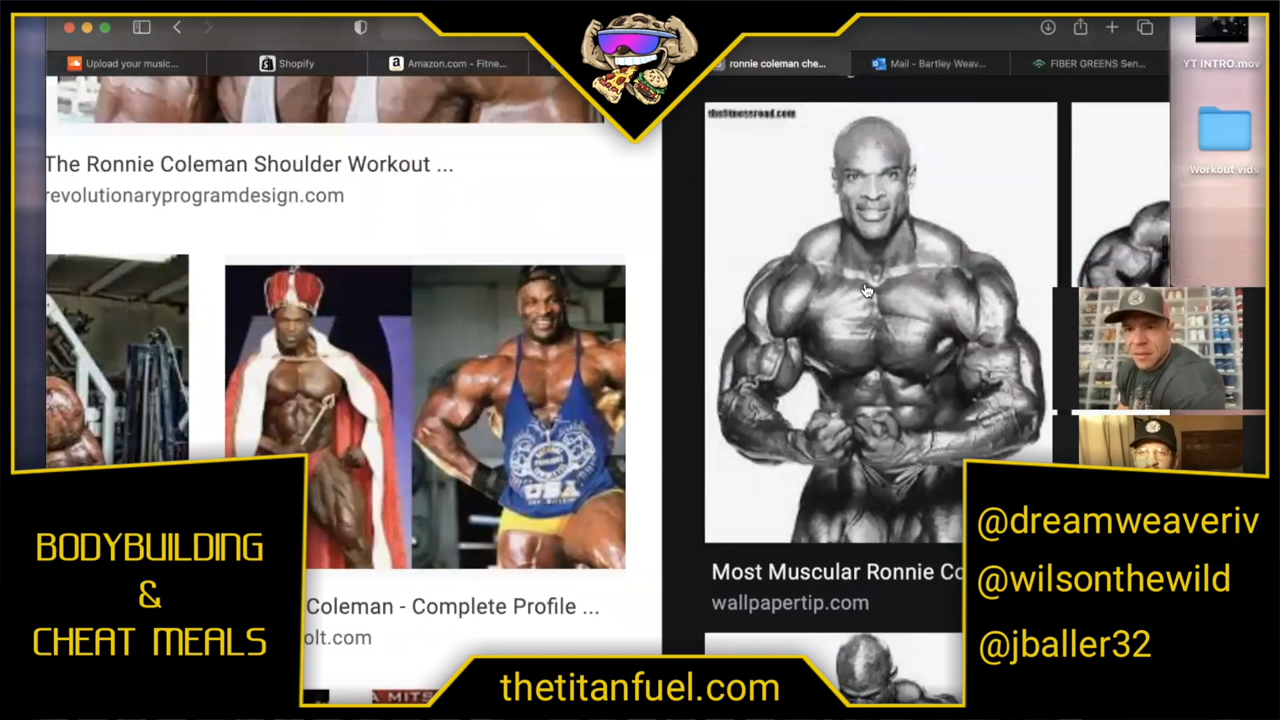 Upload your music...
Shopify
Amazon.com - Fitne...
ronnie coleman che...
Mail - Bartley Weav...
FIBER GREENS Sen...
YT INTRO.mov
thefitnessroad.com
The Ronnie Coleman Shoulder Workout ...
revolutionaryprogramdesign.com
Workout vids
USA
BODYBUILDING
&
CHEAT MEALS
Coleman - Complete Profile ...
olt.com
Most Muscular Ronnie Co
wallpapertip.com
@dreamweaveriv
@wilsonthewild
@jballer32
A MITS
thetitanfuel.com